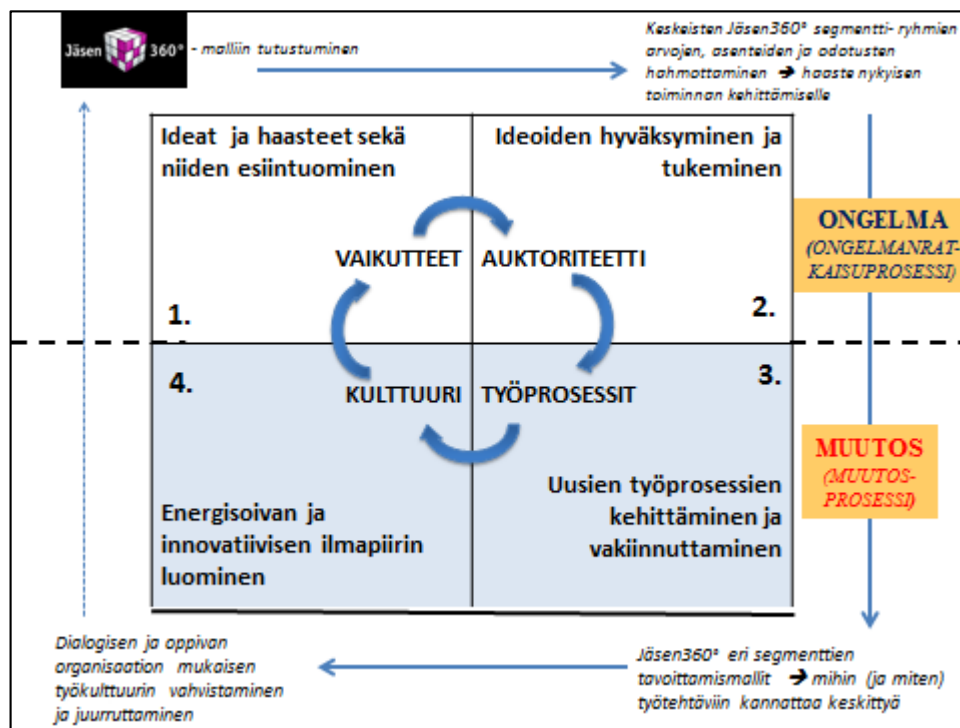 Jäsen 360° - malliin tutustuminen
Keskeisten Jäsen360° segmentti- ryhmien
arvojen, asenteiden ja odotusten
hahmottaminen → haaste nykyisen
toiminnan kehittämiselle
Ideat ja haasteet sekä
niiden esiintuominen
Ideoiden hyväksyminen ja
tukeminen
ONGELMA
(ONGELMANRAT-
KAISUPROSESSI)
VAIKUTTEET
AUKTORITEETTI
1.
2.
4.
3.
KULTTUURI
TYÖPROSESSIT
MUUTOS
(MUUTOS-
PROSESSI)
Energisoivan ja
innovatiivisen ilmapiirin
luominen
Uusien työprosessien
kehittäminen ja
vakiinnuttaminen
Dialogisen ja oppivan
organisaation mukaisen
työkulttuurin vahvistaminen
ja juurruttaminen
Jäsen360° eri segmenttien
tavoittamismallit → mihin (ja miten)
työtehtäviin kannattaa keskittyä